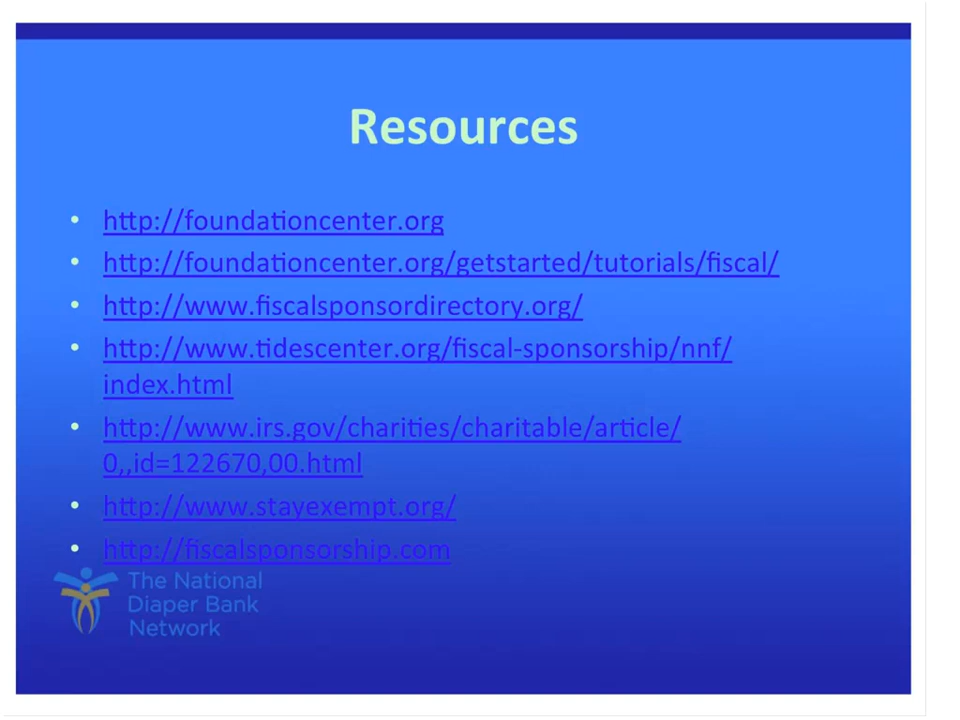 Resources
• http://foundationcenter.org
• http://foundationcenter.org/getstarted/tutorials/fiscal/
• http://www.fiscalsponsordirectory.org/
• http://www.tidescenter.org/fiscal-sponsorship/nnf/
index.html
• http://www.irs.gov/charities/charitable/article/
0,,id=122670,00.html
• http://www.stayexempt.org/
• http://fiscalsponsorship.com
The National
Diaper Bank
Network